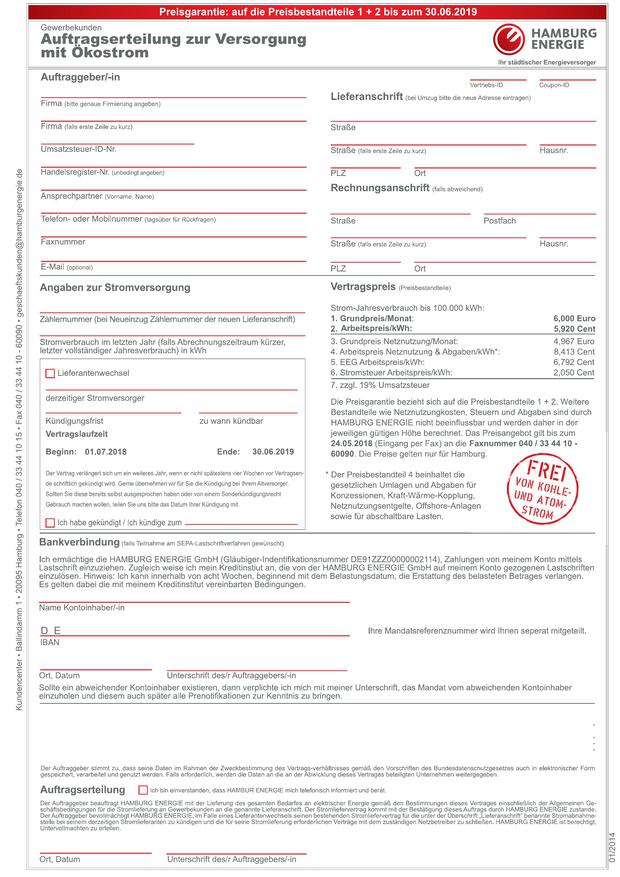 Preisgarantie: auf die Preisbestandteile 1 + 2 bis zum 30.06.2019
Gewerbekunden
Auftragserteilung zur Versorgung
mit Ökostrom
HAMBURG
ENERGIE
Ihr städtischer Energieversorger
Auftraggeber/-in
Firma (bitte genaue Firmierung angeben)
Firma (falls erste Zeile zu kurz)
Umsatzsteuer-ID-Nr.
Handelsregister-Nr. (unbedingt angeben)
Ansprechpartner (Vorname, Name)
Telefon- oder Mobilnummer (tagsüber für Rückfragen)
Faxnummer
E-Mail (optional)
Vertriebs-ID Coupon-ID
Lieferanschrift (bei Umzug bitte die neue Adresse eintragen)
Straße
Straße (falls erste Zeile zu kurz) Hausnr.
PLZ Ort
Rechnungsanschrift (falls abweichend)
Straße Postfach
Straße (falls erste Zeile zu kurz) Hausnr.
PLZ Ort
Angaben zur Stromversorgung
Zählernummer (bei Neueinzug Zählernummer der neuen Lieferanschrift)
Stromverbrauch im letzten Jahr (falls Abrechnungszeitraum kürzer,
letzter vollständiger Jahresverbrauch) in kWh
Lieferantenwechsel
derzeitiger Stromversorger
Kündigungsfrist zu wann kündbar
Vertragslaufzeit
Beginn: 01.07.2018 Ende: 30.06.2019
Der Vertrag verlängert sich um ein weiteres Jahr, wenn er nicht spätestens vier Wochen vor Vertragsen-
de schriftlich gekündigt wird. Gerne übernehmen wir für Sie die Kündigung bei Ihrem Altversorger.
Sollten Sie diese bereits selbst ausgesprochen haben oder von einem Sonderkündigungsrecht
Gebrauch machen wollen, teilen Sie uns bitte das Datum Ihrer Kündigung mit.
Ich habe gekündigt / Ich kündige zum
Vertragspreis (Preisbestandteile)
Strom-Jahresverbrauch bis 100.000 kWh:
1. Grundpreis/Monat: 6,000 Euro
2. Arbeitspreis/kWh: 5,920 Cent
3. Grundpreis Netznutzung/Monat: 4,967 Euro
4. Arbeitspreis Netznutzung & Abgaben/kWh*: 8,413 Cent
5. EEG Arbeitspreis/kWh: 6,792 Cent
6. Stromsteuer Arbeitspreis/kWh: 2,050 Cent
7. zzgl. 19% Umsatzsteuer
Die Preisgarantie bezieht sich auf die Preisbestandteile 1 + 2. Weitere
Bestandteile wie Netznutzungskosten, Steuern und Abgaben sind durch
HAMBURG ENERGIE nicht beeinflussbar und werden daher in der
jeweiligen gültigen Höhe berechnet. Das Preisangebot gilt bis zum
24.05.2018 (Eingang per Fax) an die Faxnummer 040 / 33 44 10 -
60090. Die Preise gelten nur für Hamburg.
* Der Preisbestandteil 4 beinhaltet die
gesetzlichen Umlagen und Abgaben für
Konzessionen, Kraft-Wärme-Kopplung,
Netznutzungsentgelte, Offshore-Anlagen
sowie für abschaltbare Lasten.
FREI
VON KOHLE-
UND ATOM-
STROM
Bankverbindung (falls Teilnahme am SEPA-Lastschriftverfahren gewünscht)
Ich ermächtige die HAMBURG ENERGIE GmbH (Gläubiger-Indentifikationsnummer DE91ZZZ00000002114), Zahlungen von meinem Konto mittels
Lastschrift einzuziehen. Zugleich weise ich mein Kreditinstiut an, die von der HAMBURG ENERGIE GmbH auf meinem Konto gezogenen Lastschriften
einzulösen. Hinweis: Ich kann innerhalb von acht Wochen, beginnend mit dem Belastungsdatum, die Erstattung des belasteten Betrages verlangen.
Es gelten dabei die mit meinem Kreditinstitut vereinbarten Bedingungen.
Name Kontoinhaber/-in
D E
IBAN
Ihre Mandatsreferenznummer wird Ihnen seperat mitgeteilt.
Ort, Datum Unterschrift des/r Auftraggebers/-in
Sollte ein abweichender Kontoinhaber existieren, dann verplichte ich mich mit meiner Unterschrift, das Mandat vom abweichenden Kontoinhaber
einzuholen und diesem auch später alle Prenotifikationen zur Kenntnis zu bringen.
Der Auftraggeber stimmt zu, dass seine Daten im Rahmen der Zweckbestimmung des Vertrags-verhältnisses gemäß den Vorschriften des Bundesdatenschutzgesetzes auch in elektronischer Form
gespeichert, verarbeitet und genutzt werden. Falls erforderlich, werden die Daten an die an der Abwicklung dieses Vertrages beteiligten Unternehmen weitergegeben.
Auftragserteilung Ich bin einverstanden, dass HAMBUR ENERGIE mich telefonisch informiert und berät.
Der Auftraggeber beauftragt HAMBURG ENERGIE mit der Lieferung des gesamten Bedarfes an elektrischer Energie gemäß den Bestimmungen dieses Vertrages einschließlich der Allgemeinen Ge-
schäftsbedingungen für die Stromlieferung an Gewerbekunden an die genannte Lieferanschrift. Der Stromliefervertrag kommt mit der Bestätigung dieses Auftrags durch HAMBURG ENERGIE zustande.
Der Auftraggeber bevollmächtigt HAMBURG ENERGIE, im Falle eines Lieferantenwechsels seinen bestehenden Stromliefervertrag für die unter der Überschrift „Lieferanschrift" benannte Stromabnahme-
stelle bei seinem derzeitigen Stromlieferanten zu kündigen und die für seine Stromlieferung erforderlichen Verträge mit dem zuständigen Netzbetreiber zu schließen. HAMBURG ENERGIE ist berechtigt,
Untervollmachten zu erteilen.
Ort, Datum Unterschrift des/r Auftraggebers/-in
Kundencenter • Ballindamm 1 • 20095 Hamburg • Telefon 040 / 33 44 10 15 • Fax 040 / 33 44 10 - 60090 • geschaeftskunden@hamburgenergie.de
01/2014